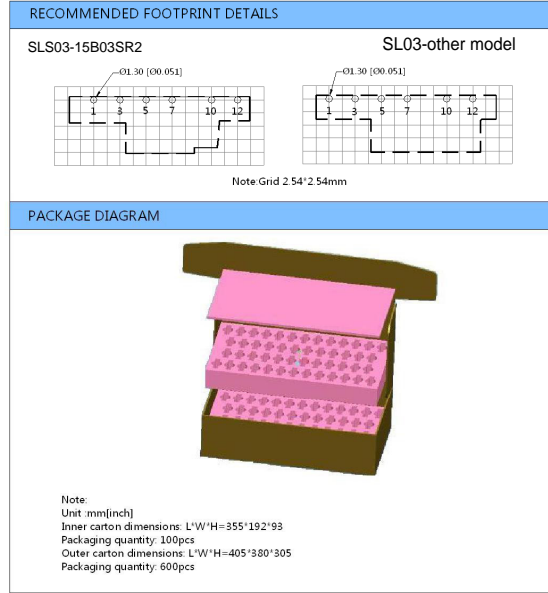 RECOMMENDED FOOTPRINT DETAILS
SLS03-15B03SR2
SL03-other model
Ø1.30 [Ø0.051]
Ø1.30 [Ø0.051]
1 3 5 7 10 12
1 3 5 7 10 12
Note:Grid 2.54*2.54mm
PACKAGE DIAGRAM
Note:
Unit :mm[inch]
Inner carton dimensions: L*W*H=355*192*93
Packaging quantity: 100pcs
Outer carton dimensions: L*W*H=405*380*305
Packaging quantity: 600pcs